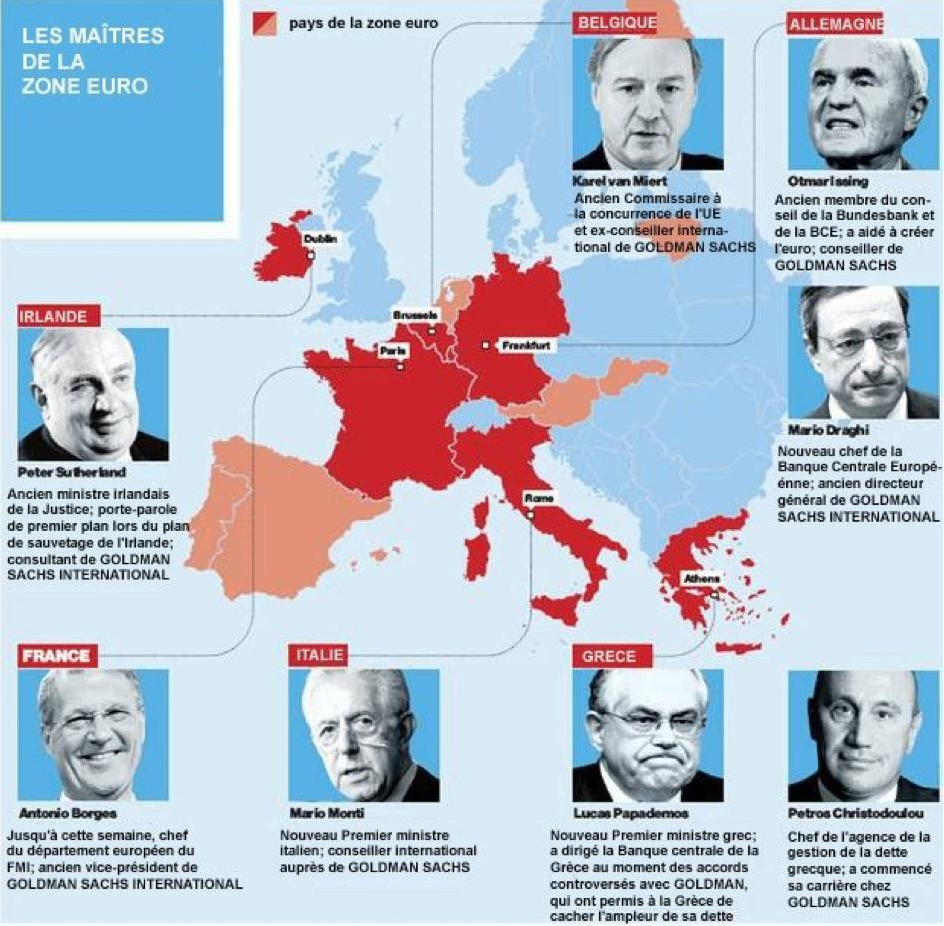 LES MAÎTRES
DE LA
ZONE EURO
pays de la zone euro
BELGIQUE
Karel van Miert
Ancien Commissaire à
la concurrence de l'UE
et ex-conseiller interna-
tional de GOLDMAN SACHS
ALLEMAGNE
Otmar Issing
Ancien membre du con-
seil de la Bundesbank et
de la BCE; a aidé à créer
l'euro; conseiller de
GOLDMAN SACHS
Dublin
Brussels
Paris
Frankfurt
Rome
Athens
IRLANDE
Peter Sutherland
Ancien ministre irlandais
de la Justice; porte-parole
de premier plan lors du plan
de sauvetage de l'Irlande;
consultant de GOLDMAN
SACHS INTERNATIONAL
Mario Draghi
Nouveau chef de la
Banque Centrale Europé-
énne; ancien directeur
général de GOLDMAN
SACHS INTERNATIONAL
FRANCE
Antonio Borges
Jusqu'à cette semaine, chef
du département européen du
FMI; ancien vice-président de
GOLDMAN SACHS INTERNATIONAL
ITALIE
Mario Monti
Nouveau Premier ministre
italien; conseiller international
auprès de GOLDMAN SACHS
GRECE
Lucas Papademos
Nouveau Premier ministre grec;
a dirigé la Banque centrale de la
Grèce au moment des accords
controversés avec GOLDMAN,
qui ont permis à la Grèce de
cacher l'ampleur de sa dette
Petros Christodoulou
Chef de l'agence de la
gestion de la dette
grecque; a commencé
sa carrière chez
GOLDMAN SACHS